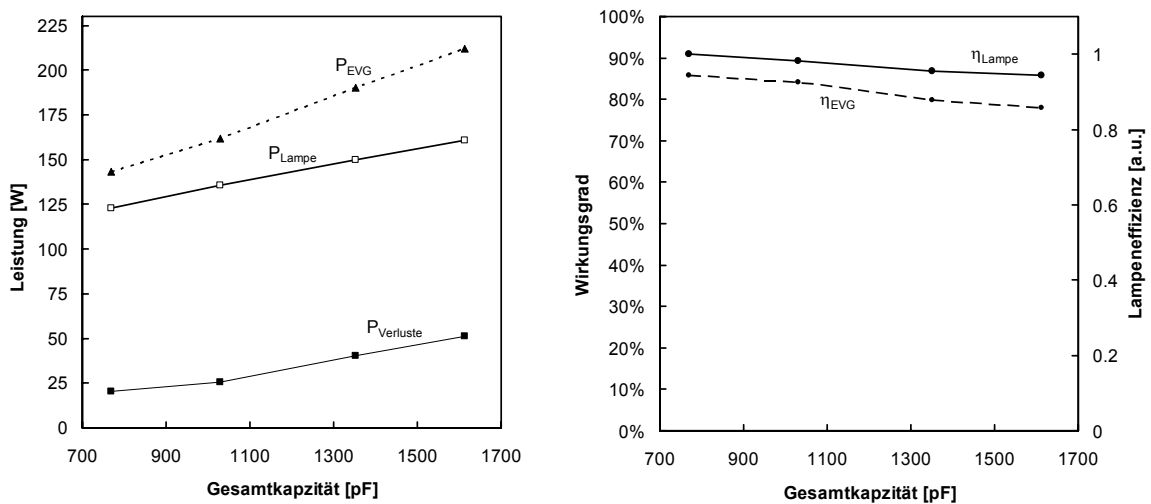 225
200
175
150
125
100
75
50
25
0
Leistung [W]
P_EVG
P_Lampe
P_Verluste
700 900 1100 1300 1500 1700
Gesamtkapzität [pF]
100%
90%
80%
70%
60%
50%
40%
30%
20%
10%
0%
Wirkungsgrad
η_Lampe
η_EVG
1
0.8
0.6
0.4
0.2
0
Lampeneffizienz [a.u.]
700 900 1100 1300 1500 1700
Gesamtkapzität [pF]